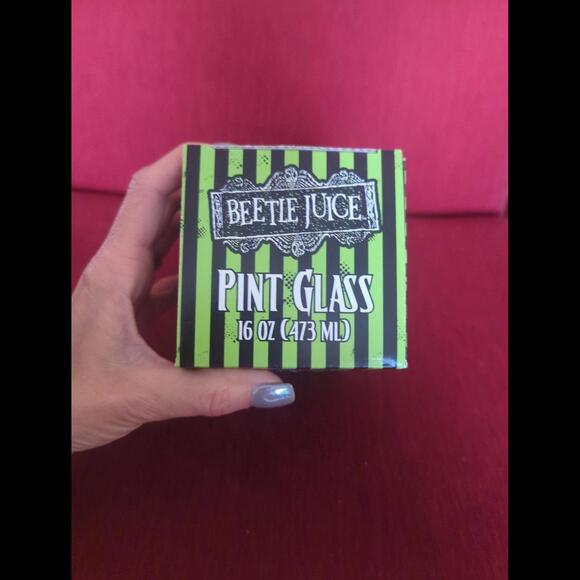 BEETLE JUICE
PINT GLASS
16 OZ (473 ML)